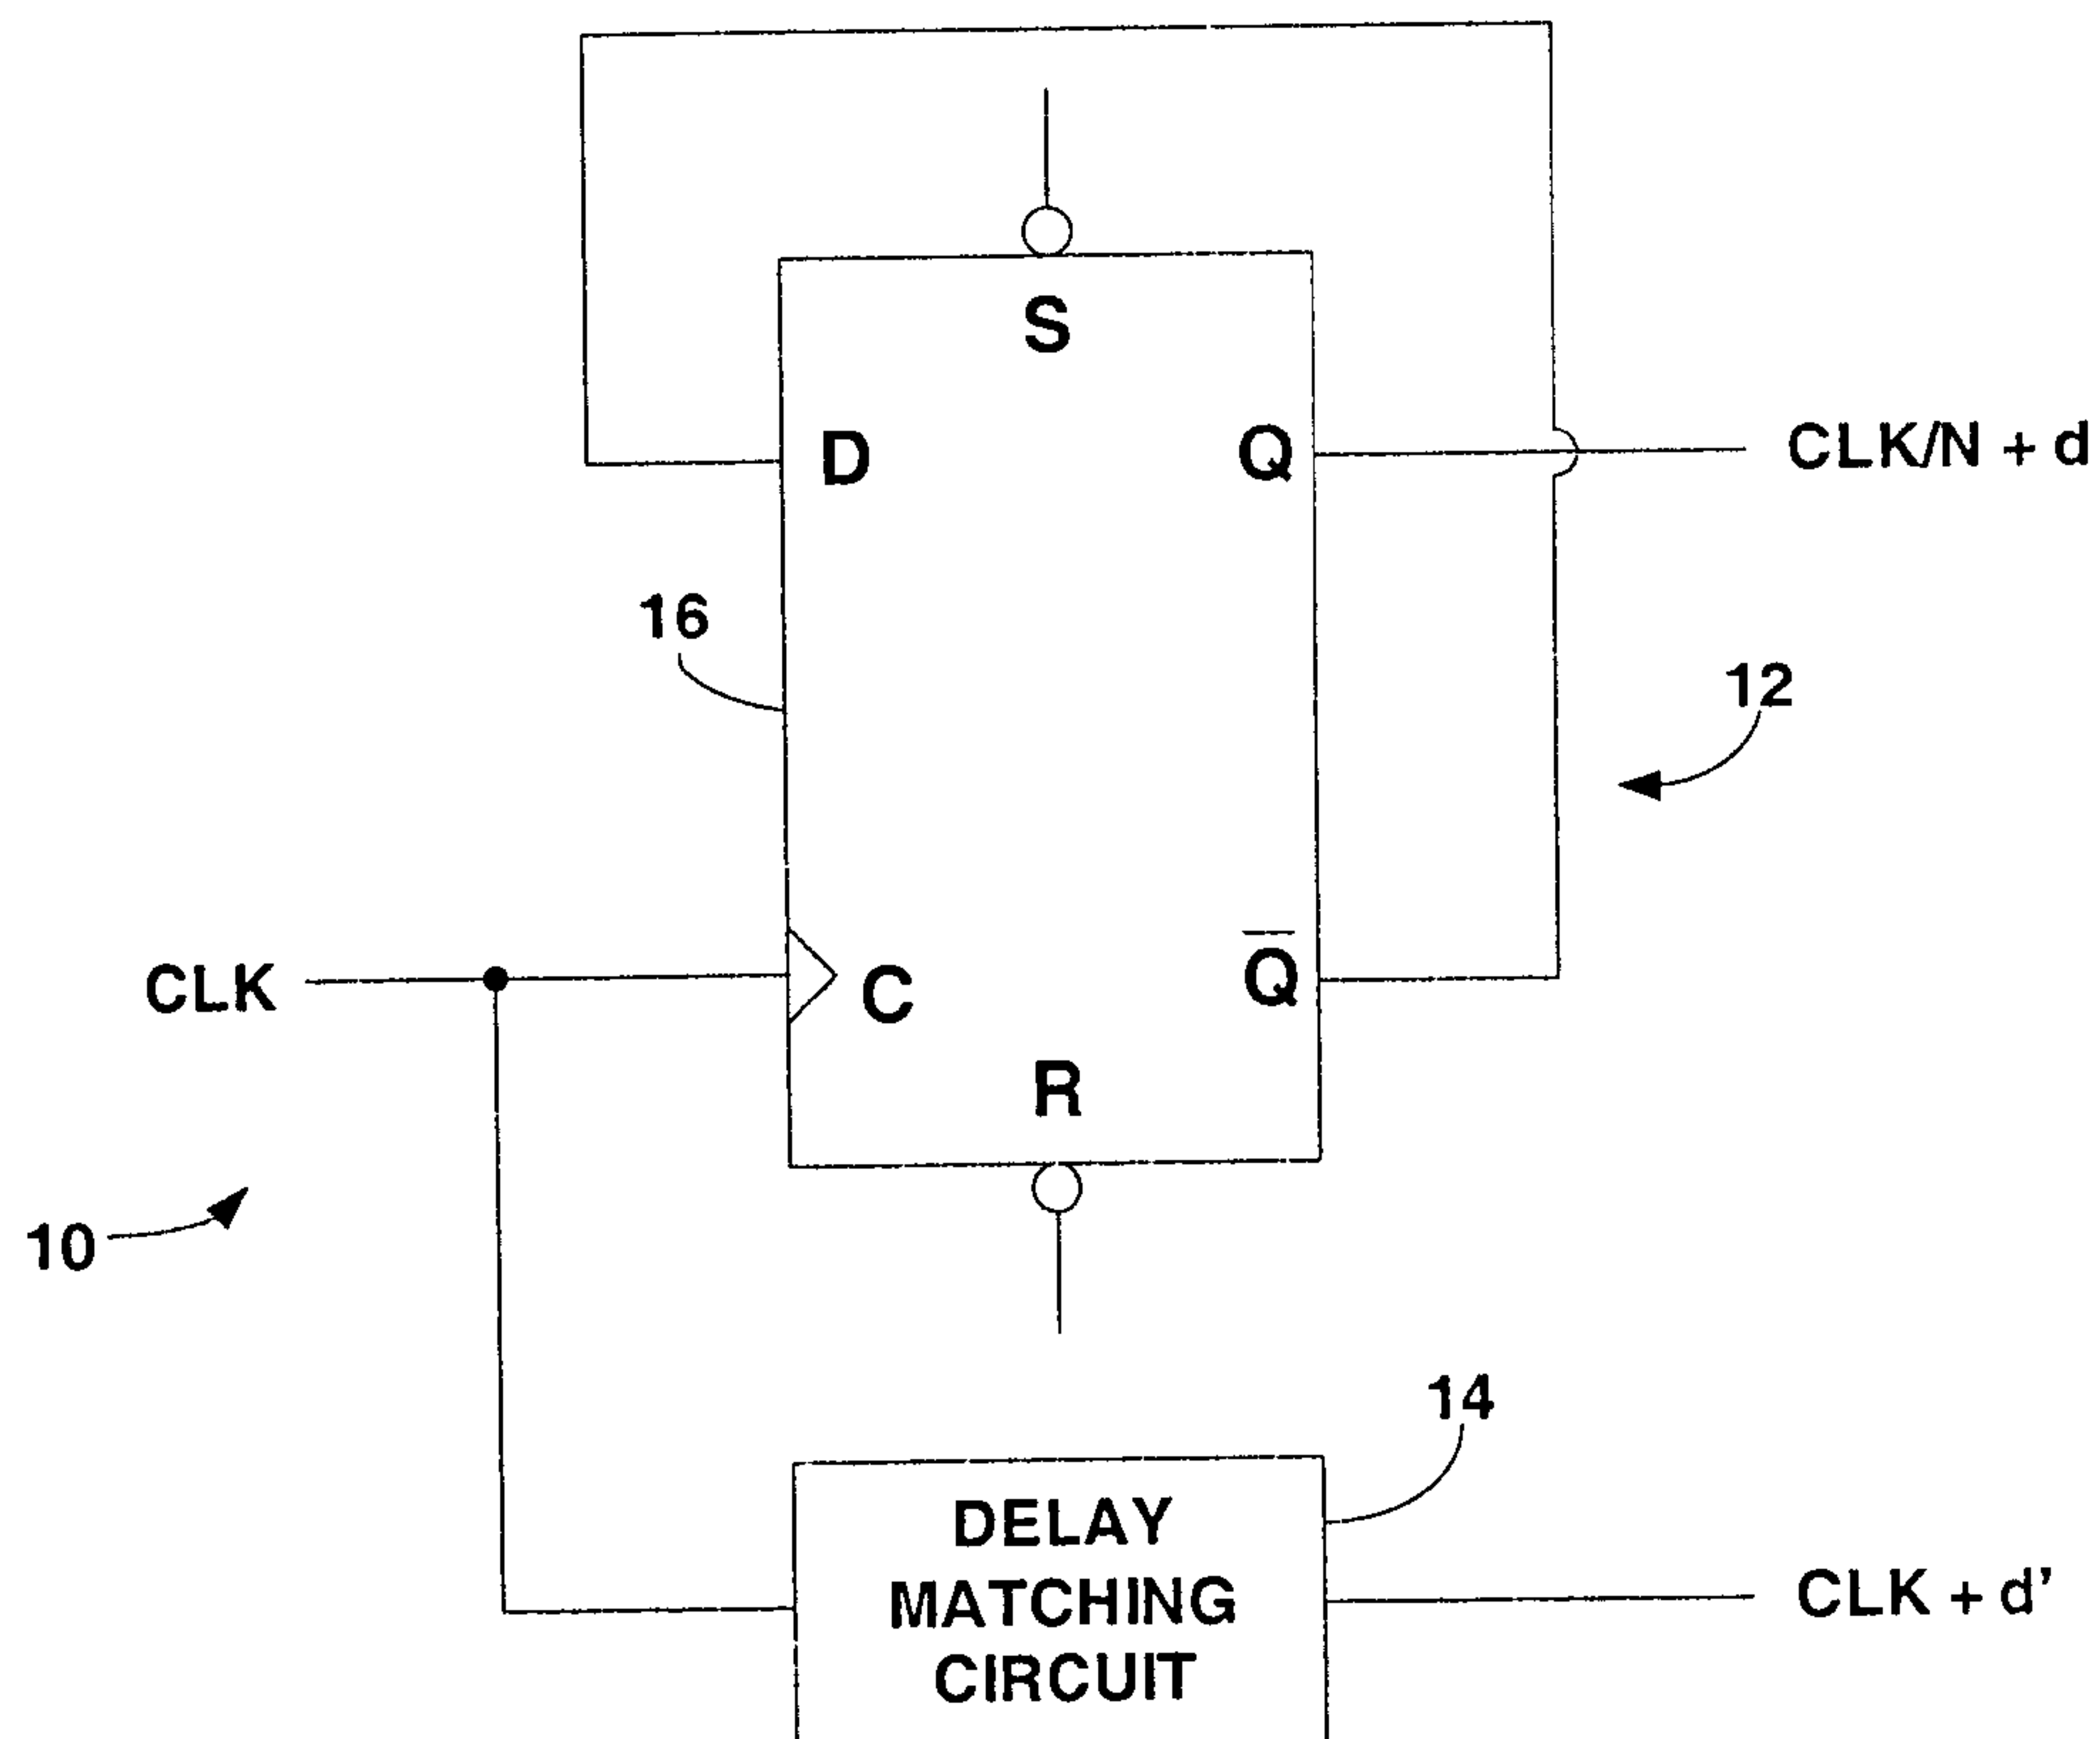 S
D
Q
CLK/N + d
16
12
CLK
C
Q̅
R
10
14
DELAY
MATCHING
CIRCUIT
CLK + d'